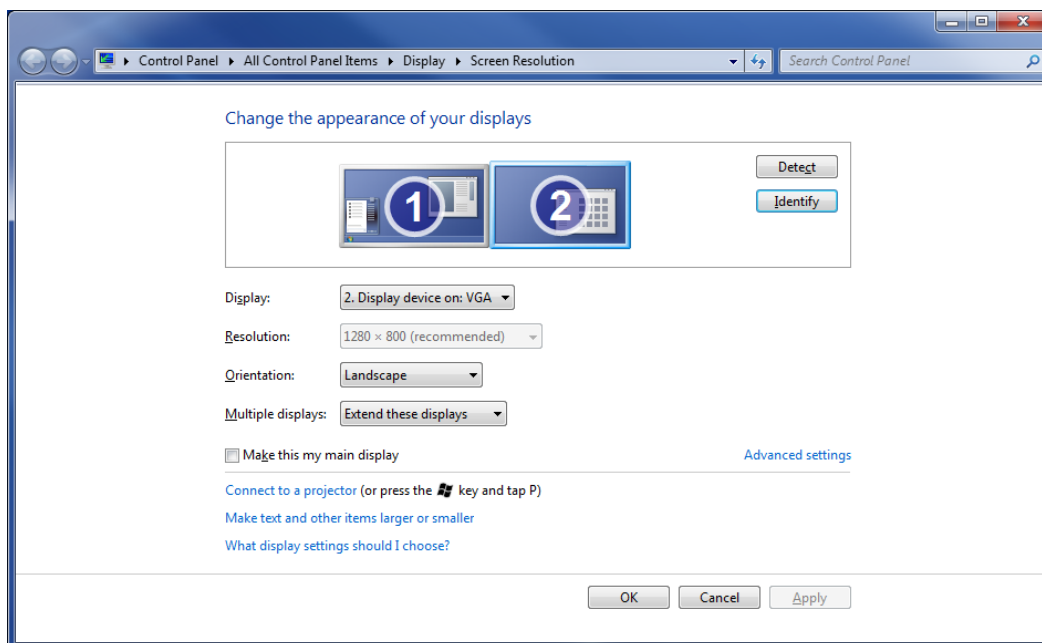 Control Panel ▸ All Control Panel Items ▸ Display ▸ Screen Resolution
Search Control Panel
Change the appearance of your displays
1
2
Detect
Identify
Display: 2. Display device on: VGA
Resolution: 1280 × 800 (recommended)
Orientation: Landscape
Multiple displays: Extend these displays
Make this my main display
Advanced settings
Connect to a projector (or press the key and tap P)
Make text and other items larger or smaller
What display settings should I choose?
OK Cancel Apply